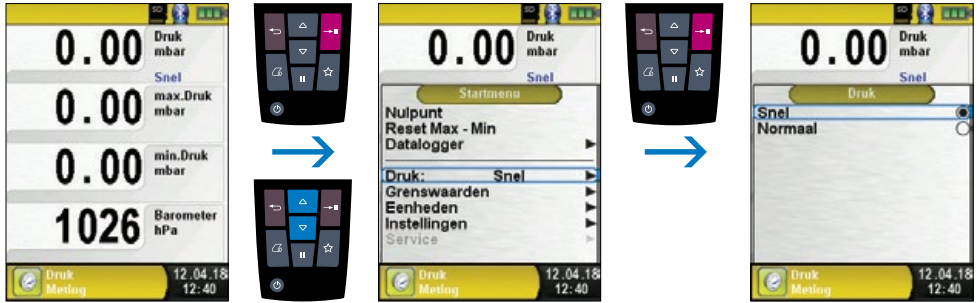 SD
0.00 Druk mbar
Snel
0.00 max.Druk mbar
0.00 min.Druk mbar
1026 Barometer hPa
Druk Meting
12.04.18
12:40
SD
0.00 Druk mbar
Snel
Startmenu
Nulpunt
Reset Max - Min
Datalogger
Druk: Snel
Grenswaarden
Eenheden
Instellingen
Service
Druk Meting
12.04.18
12:40
SD
0.00 Druk mbar
Snel
Druk
Snel
Normaal
Druk Meting
12.04.18
12:40